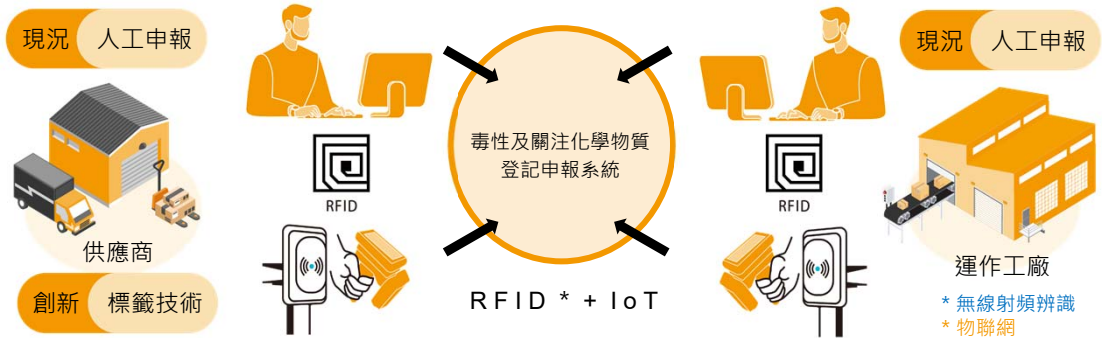 現況 人工申報
供應商
創新 標籤技術
RFID
毒性及關注化學物質
登記申報系統
RFID * + IoT
RFID
現況 人工申報
運作工廠
* 無線射頻辨識
* 物聯網